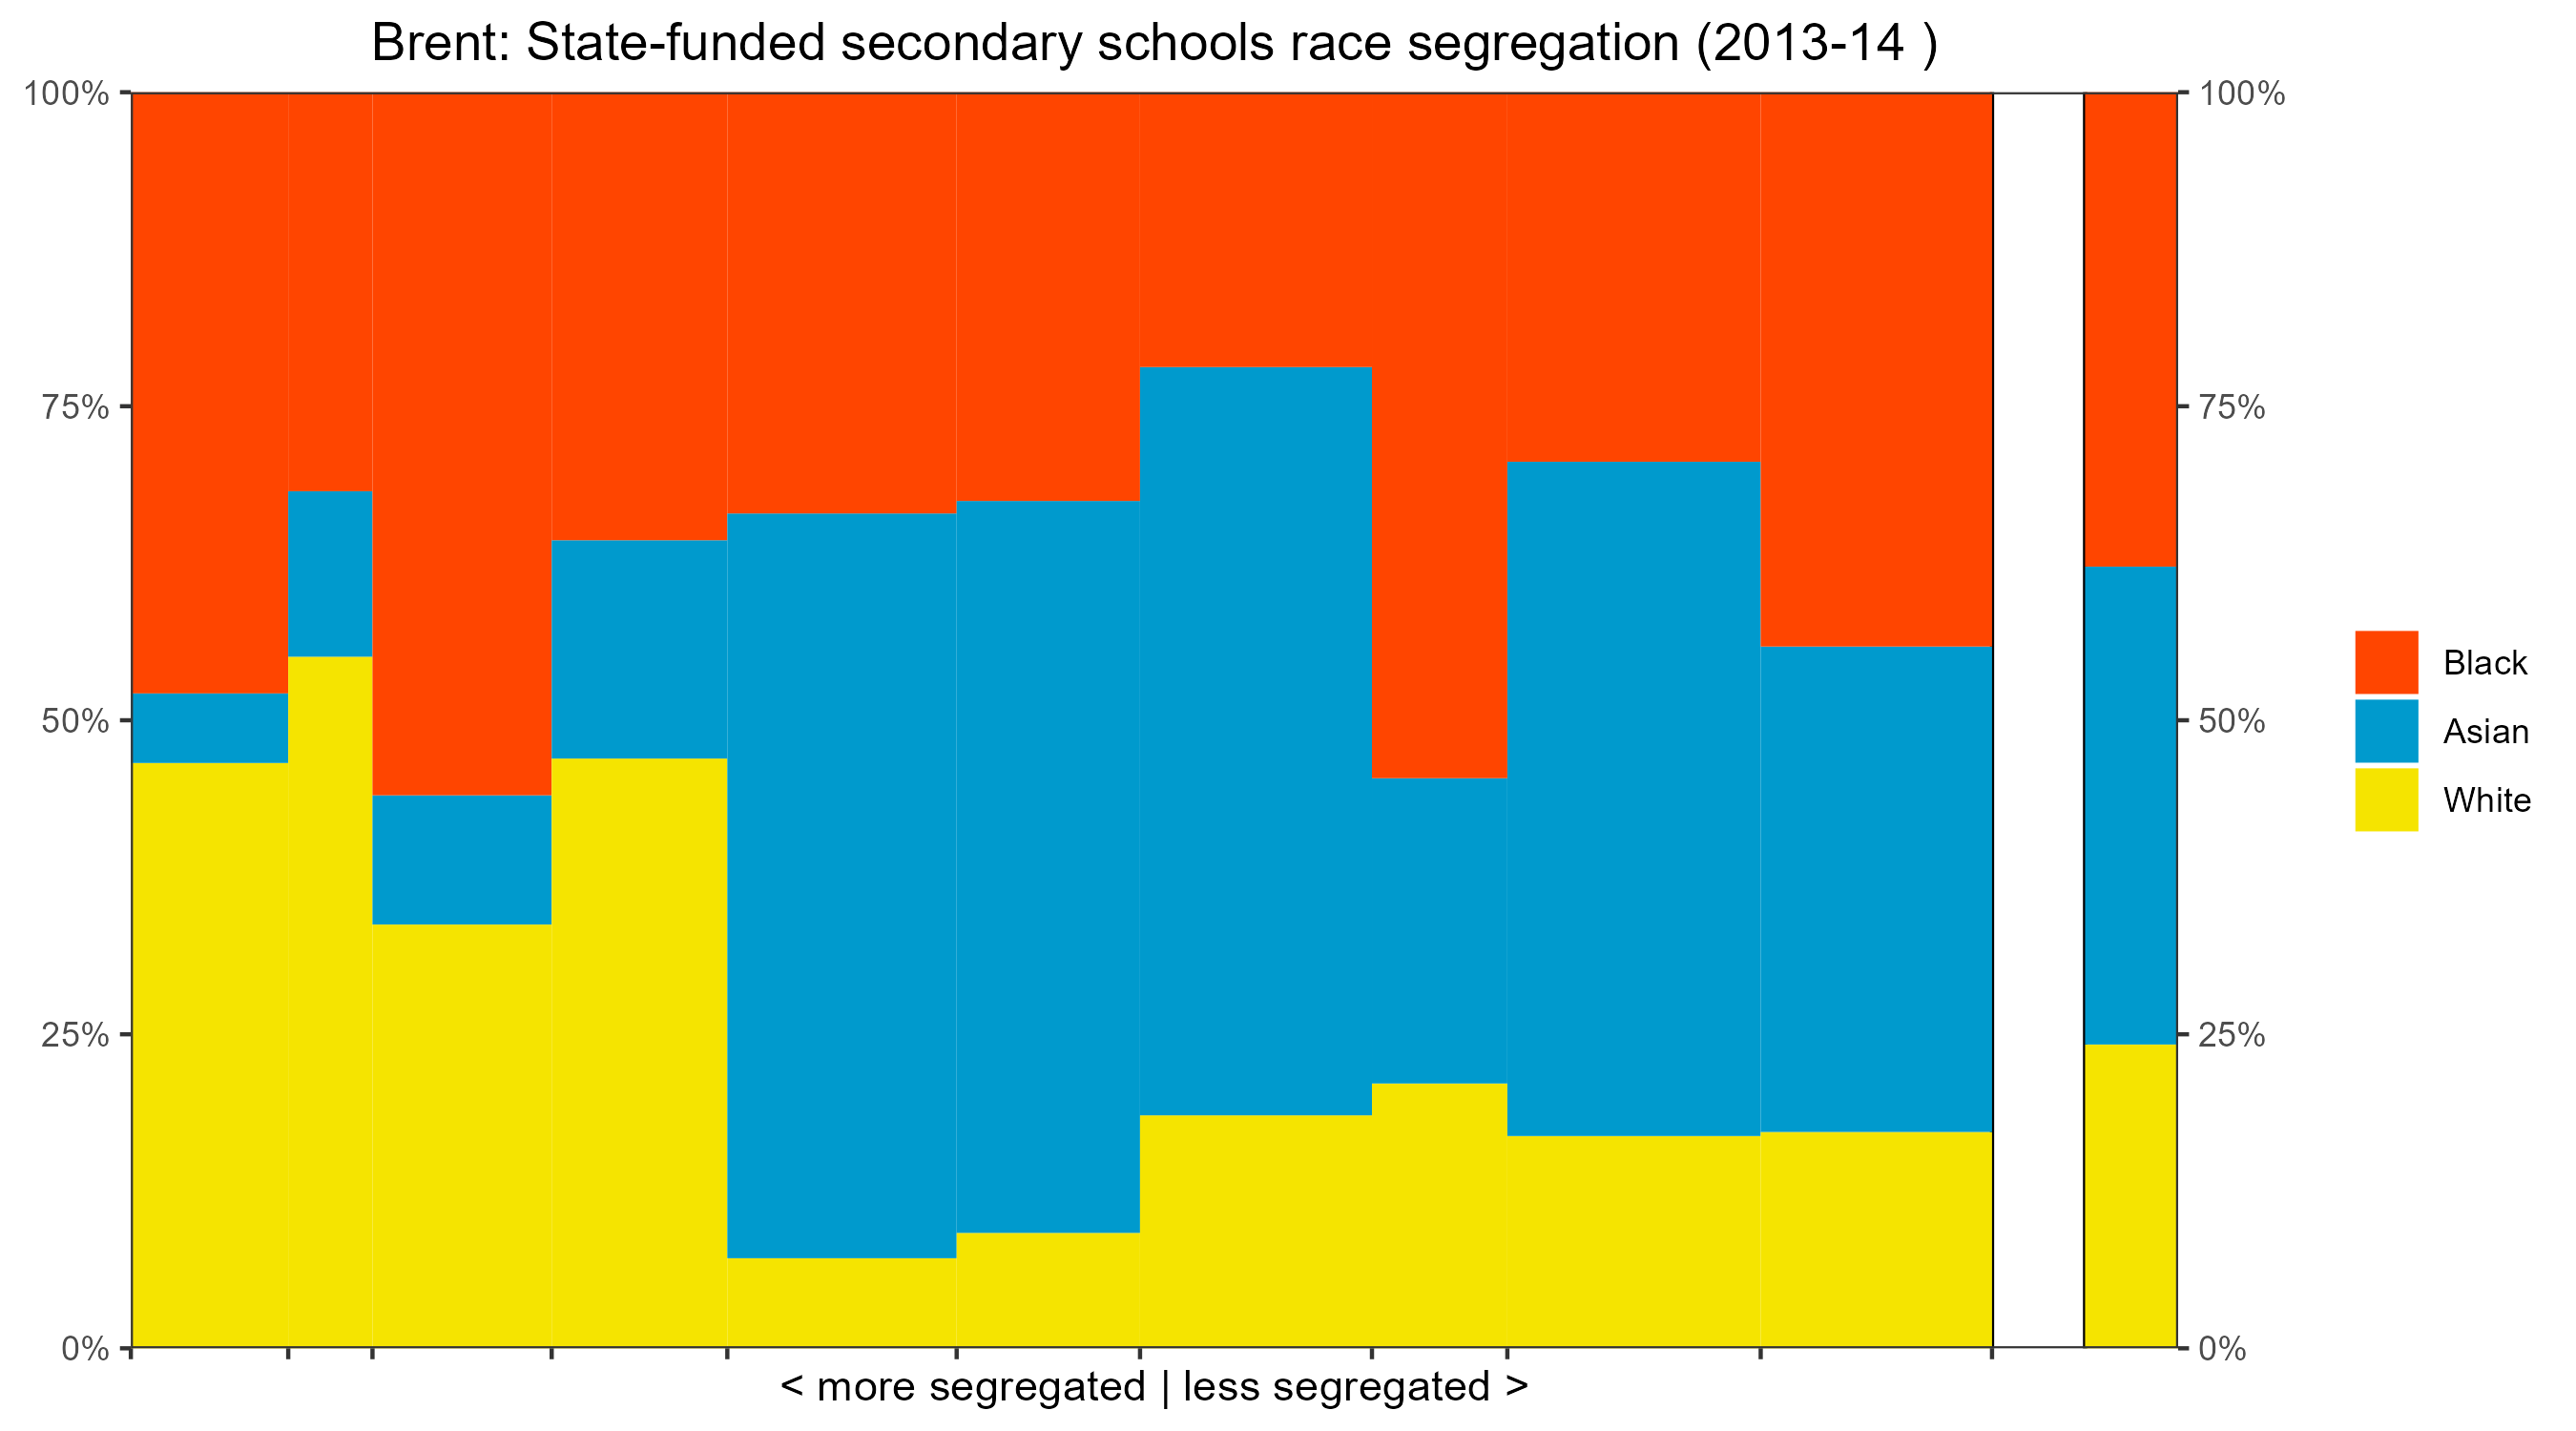 Brent: State-funded secondary schools race segregation (2013-14 )
100%
100%
75%
75%
50%
50%
25%
25%
0%
0%
Black
Asian
White
< more segregated | less segregated >